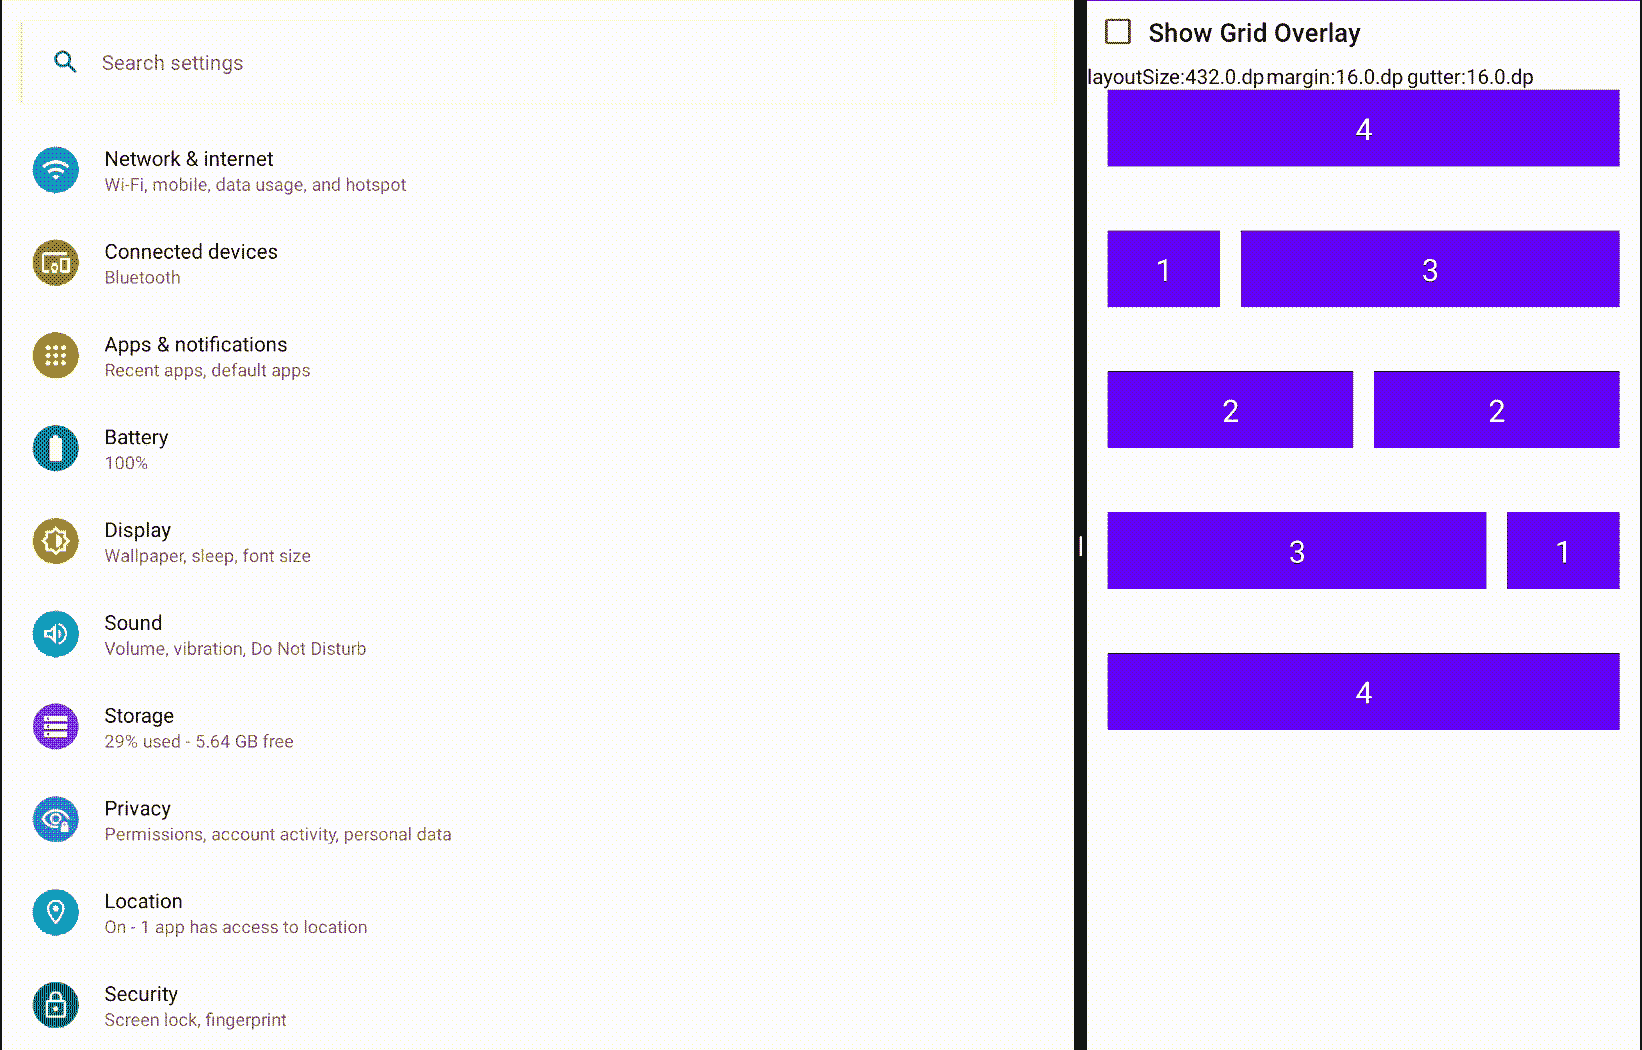 Search settings
Network & internet
Wi-Fi, mobile, data usage, and hotspot
Connected devices
Bluetooth
Apps & notifications
Recent apps, default apps
Battery
100%
Display
Wallpaper, sleep, font size
Sound
Volume, vibration, Do Not Disturb
Storage
29% used - 5.64 GB free
Privacy
Permissions, account activity, personal data
Location
On - 1 app has access to location
Security
Screen lock, fingerprint
Show Grid Overlay
layoutSize:432.0.dp margin:16.0.dp gutter:16.0.dp
4
1 3
2 2
3 1
4